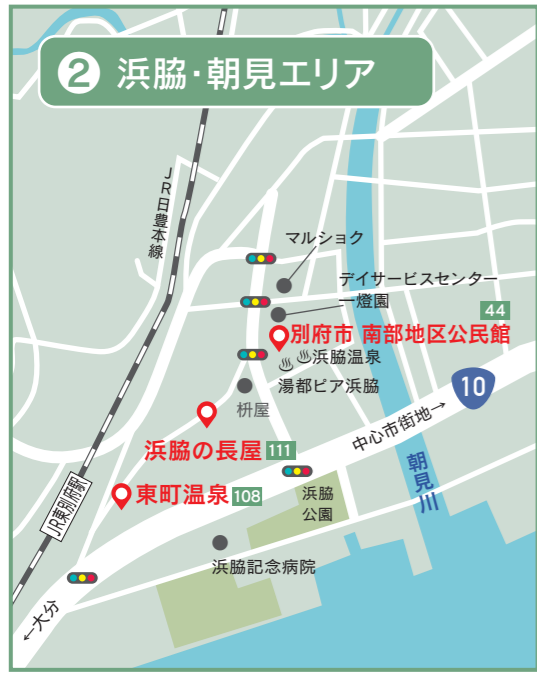 ② 浜脇・朝見エリア
JR日豊本線
マルショク
デイサービスセンター
一燈園
44
別府市 南部地区公民館
浜脇温泉
湯都ピア浜脇
10
枡屋
中心市街地→
浜脇の長屋 111
朝見川
東町温泉 108
浜脇
公園
JR東別府駅
浜脇記念病院
←大分